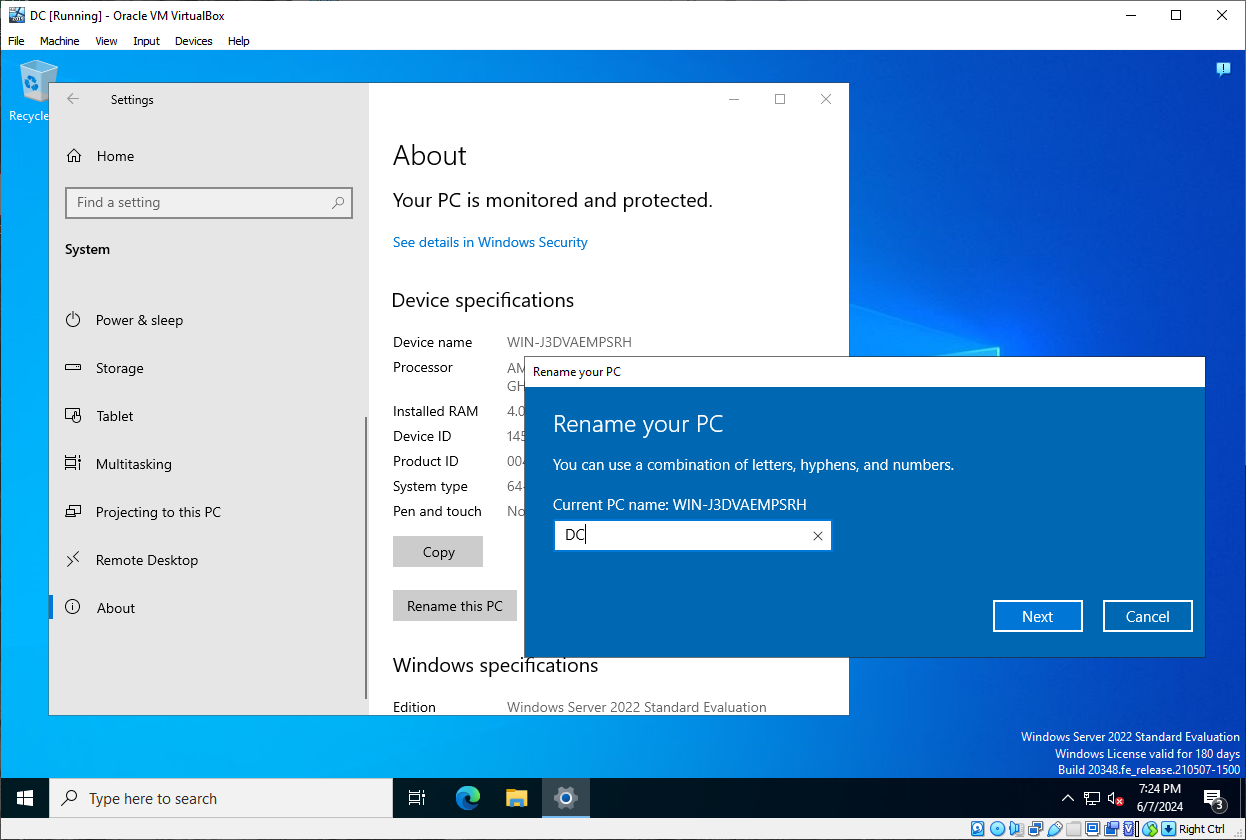 DC [Running] - Oracle VM VirtualBox
File Machine View Input Devices Help
Recycle
Settings
Home
Find a setting
System
Power & sleep
Storage
Tablet
Multitasking
Projecting to this PC
Remote Desktop
About
About
Your PC is monitored and protected.
See details in Windows Security
Device specifications
Device name WIN-J3DVAEMPSRH
Processor AM
GH
Installed RAM 4.0
Device ID 145
Product ID 004
System type 64-
Pen and touch No
Copy
Rename this PC
Windows specifications
Edition Windows Server 2022 Standard Evaluation
Rename your PC
Rename your PC
You can use a combination of letters, hyphens, and numbers.
Current PC name: WIN-J3DVAEMPSRH
DC
Next Cancel
Windows Server 2022 Standard Evaluation
Windows License valid for 180 days
Build 20348.fe_release.210507-1500
Type here to search
7:24 PM
6/7/2024
3
Right Ctrl